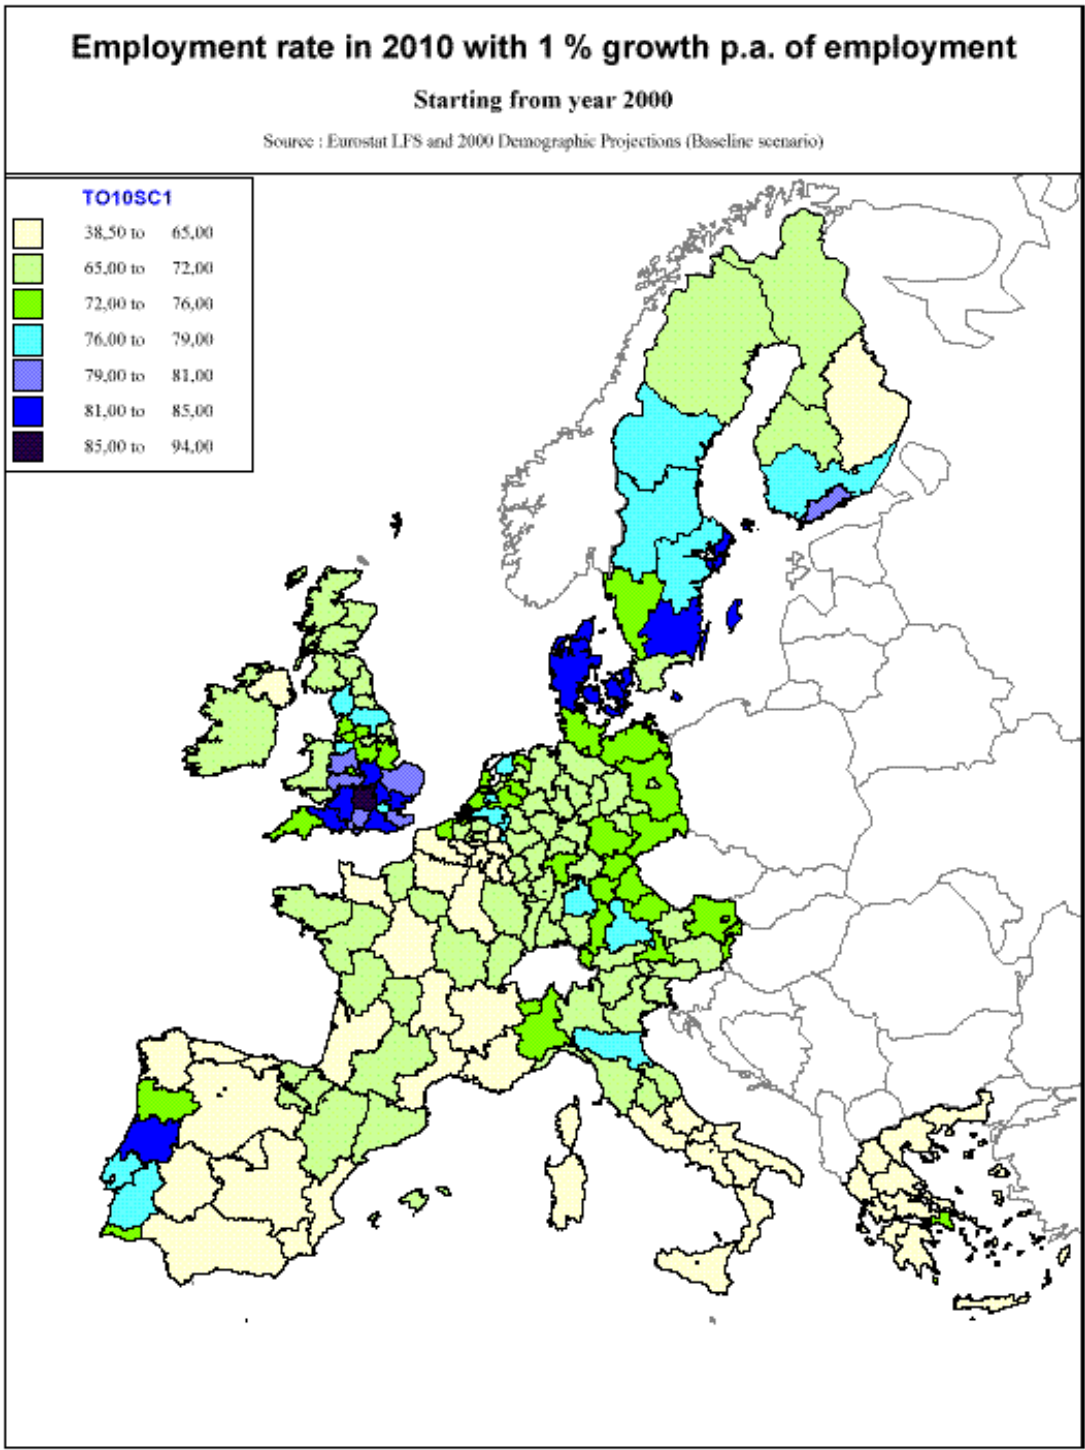 Employment rate in 2010 with 1 % growth p.a. of employment
Starting from year 2000
Source : Eurostat LFS and 2000 Demographic Projections (Baseline scenario)
TO10SC1
38,50 to 65,00
65,00 to 72,00
72,00 to 76,00
76,00 to 79,00
79,00 to 81,00
81,00 to 85,00
85,00 to 94,00